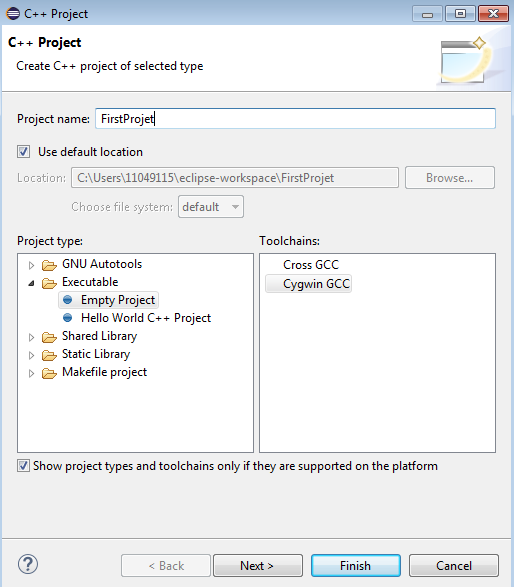 C++ Project
C++ Project
Create C++ project of selected type
Project name: FirstProjet
Use default location
Location: C:\Users\11049115\eclipse-workspace\FirstProjet Browse...
Choose file system: default
Project type: Toolchains:
GNU Autotools Cross GCC
Executable Cygwin GCC
Empty Project
Hello World C++ Project
Shared Library
Static Library
Makefile project
Show project types and toolchains only if they are supported on the platform
? < Back Next > Finish Cancel